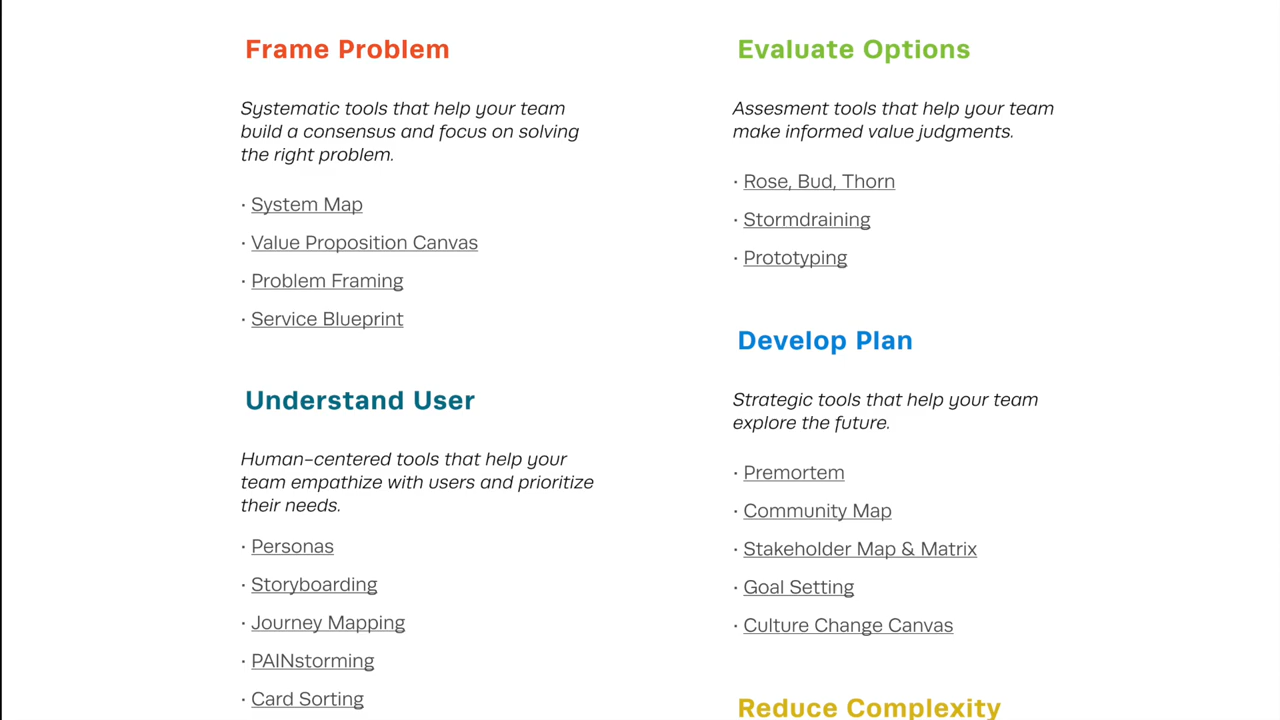 Frame Problem
Systematic tools that help your team
build a consensus and focus on solving
the right problem.
· System Map
· Value Proposition Canvas
· Problem Framing
· Service Blueprint
Understand User
Human-centered tools that help your
team empathize with users and prioritize
their needs.
· Personas
· Storyboarding
· Journey Mapping
· PAINstorming
· Card Sorting
Evaluate Options
Assesment tools that help your team
make informed value judgments.
· Rose, Bud, Thorn
· Stormdraining
· Prototyping
Develop Plan
Strategic tools that help your team
explore the future.
· Premortem
· Community Map
· Stakeholder Map & Matrix
· Goal Setting
· Culture Change Canvas
Reduce Complexity